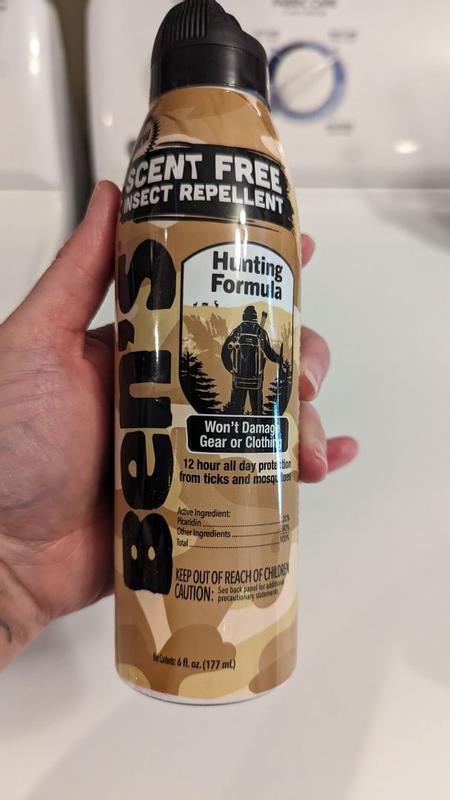 SCENT FREE
INSECT REPELLENT
Ben's
Hunting
Formula
Won't Damage
Gear or Clothing
12 hour all day protection
from ticks and mosquitoes
Active Ingredient:
Picaridin 20%
Other Ingredients 80%
Total 100%
KEEP OUT OF REACH OF CHILDREN
CAUTION: See back panel for additional
precautionary statements
Net Contents: 6 fl. oz. (177 mL)